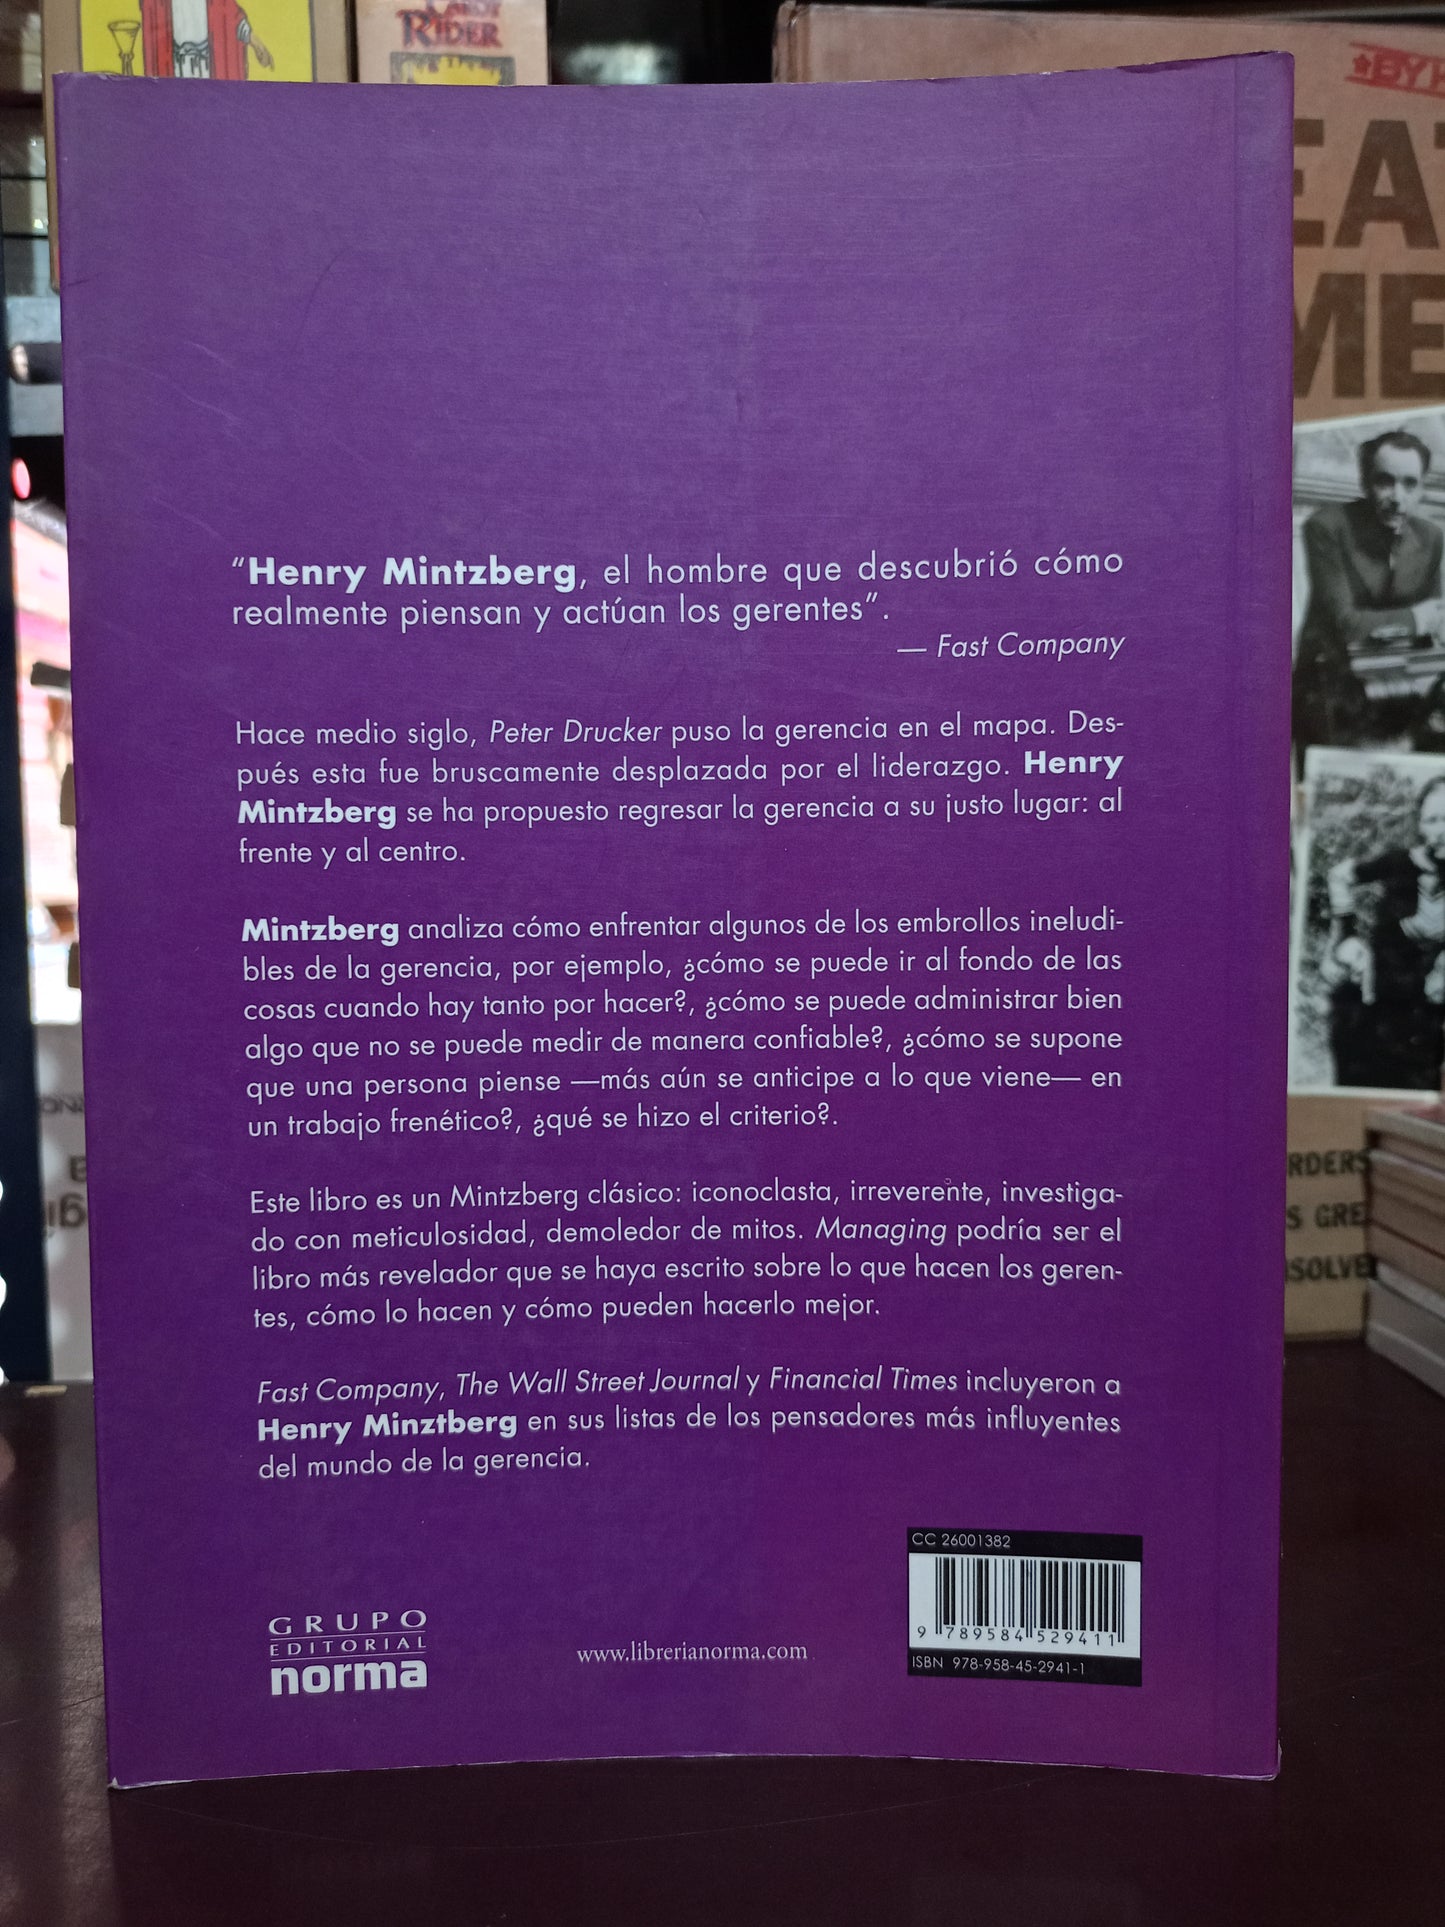 RIDER
“Henry Mintzberg, el hombre que descubrió cómo
realmente piensan y actúan los gerentes”.
— Fast Company
Hace medio siglo, Peter Drucker puso la gerencia en el mapa. Des-
pués esta fue bruscamente desplazada por el liderazgo. Henry
Mintzberg se ha propuesto regresar la gerencia a su justo lugar: al
frente y al centro.
Mintzberg analiza cómo enfrentar algunos de los embrollos ineludi-
bles de la gerencia, por ejemplo, ¿cómo se puede ir al fondo de las
cosas cuando hay tanto por hacer?, ¿cómo se puede administrar bien
algo que no se puede medir de manera confiable?, ¿cómo se supone
que una persona piense —más aún se anticipe a lo que viene— en
un trabajo frenético?, ¿qué se hizo el criterio?.
Este libro es un Mintzberg clásico: iconoclasta, irreverente, investiga-
do con meticulosidad, demoledor de mitos. Managing podría ser el
libro más revelador que se haya escrito sobre lo que hacen los geren-
tes, cómo lo hacen y cómo pueden hacerlo mejor.
Fast Company, The Wall Street Journal y Financial Times incluyeron a
Henry Minztberg en sus listas de los pensadores más influyentes
del mundo de la gerencia.
CC 26001382
9 789584 529411
ISBN 978-958-45-2941-1
GRUPO
EDITORIAL
norma
www.librerianorma.com